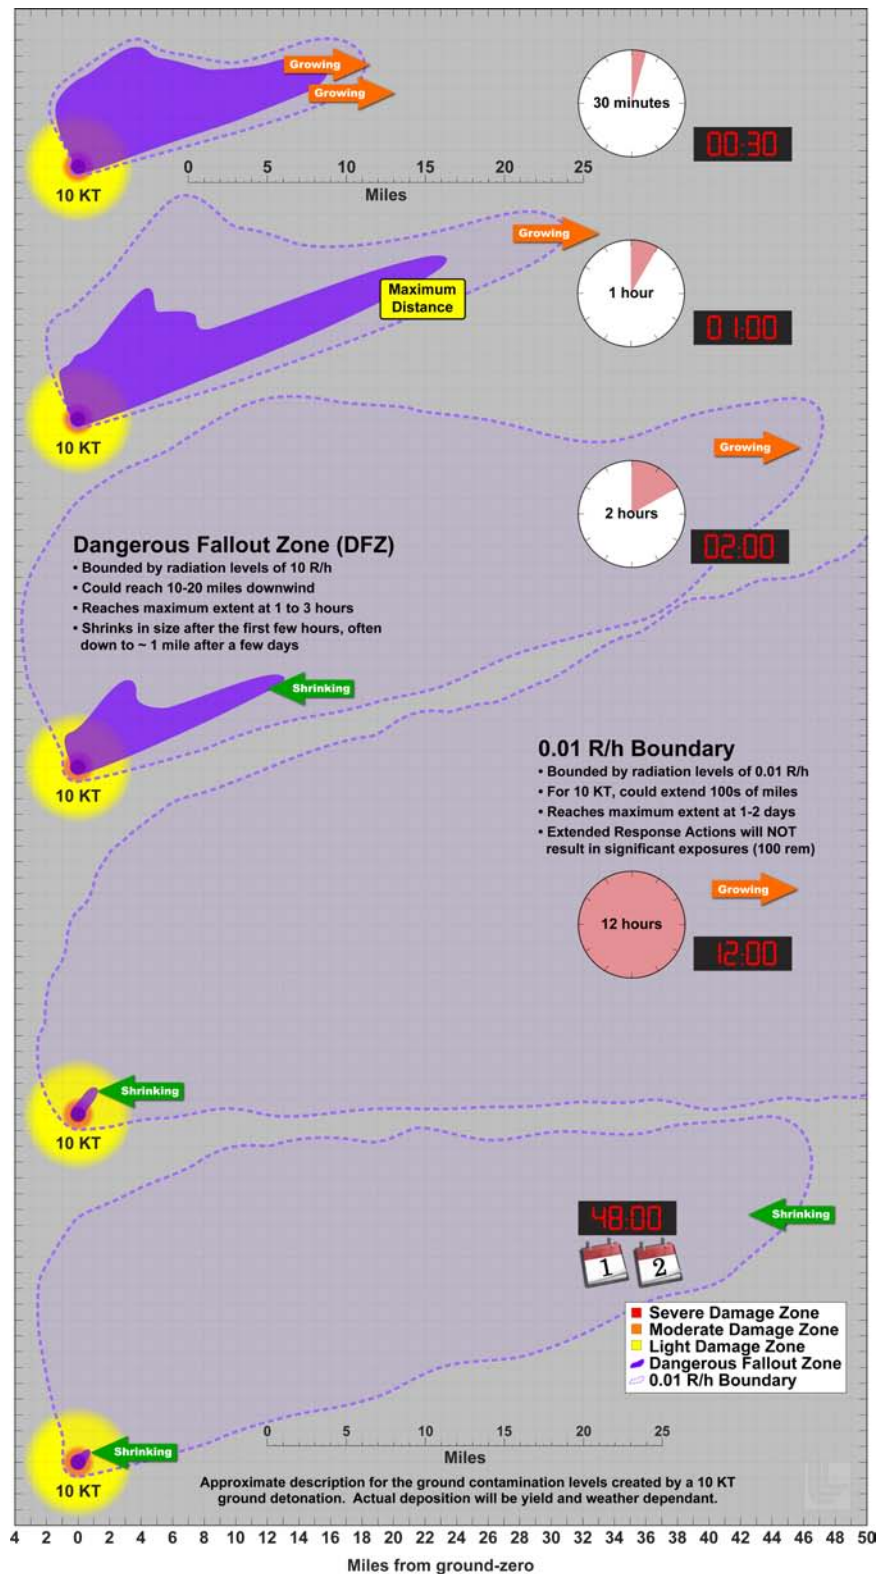 Growing
Growing
30 minutes
00:30
10 KT
0 5 10 15 20 25
Miles
Growing
1 hour
Maximum
Distance
01:00
10 KT
Growing
2 hours
02:00
Dangerous Fallout Zone (DFZ)
• Bounded by radiation levels of 10 R/h
• Could reach 10-20 miles downwind
• Reaches maximum extent at 1 to 3 hours
• Shrinks in size after the first few hours, often
down to ~ 1 mile after a few days
Shrinking
10 KT
0.01 R/h Boundary
• Bounded by radiation levels of 0.01 R/h
• For 10 KT, could extend 100s of miles
• Reaches maximum extent at 1-2 days
• Extended Response Actions will NOT
result in significant exposures (100 rem)
Growing
12 hours
12:00
Shrinking
10 KT
48:00
Shrinking
1 2
Severe Damage Zone
Moderate Damage Zone
Light Damage Zone
Dangerous Fallout Zone
0.01 R/h Boundary
Shrinking
0 5 10 15 20 25
Miles
10 KT
Approximate description for the ground contamination levels created by a 10 KT
ground detonation. Actual deposition will be yield and weather dependant.
4 2 0 2 4 6 8 10 12 14 16 18 20 22 24 26 28 30 32 34 36 38 40 42 44 46 48 50
Miles from ground-zero